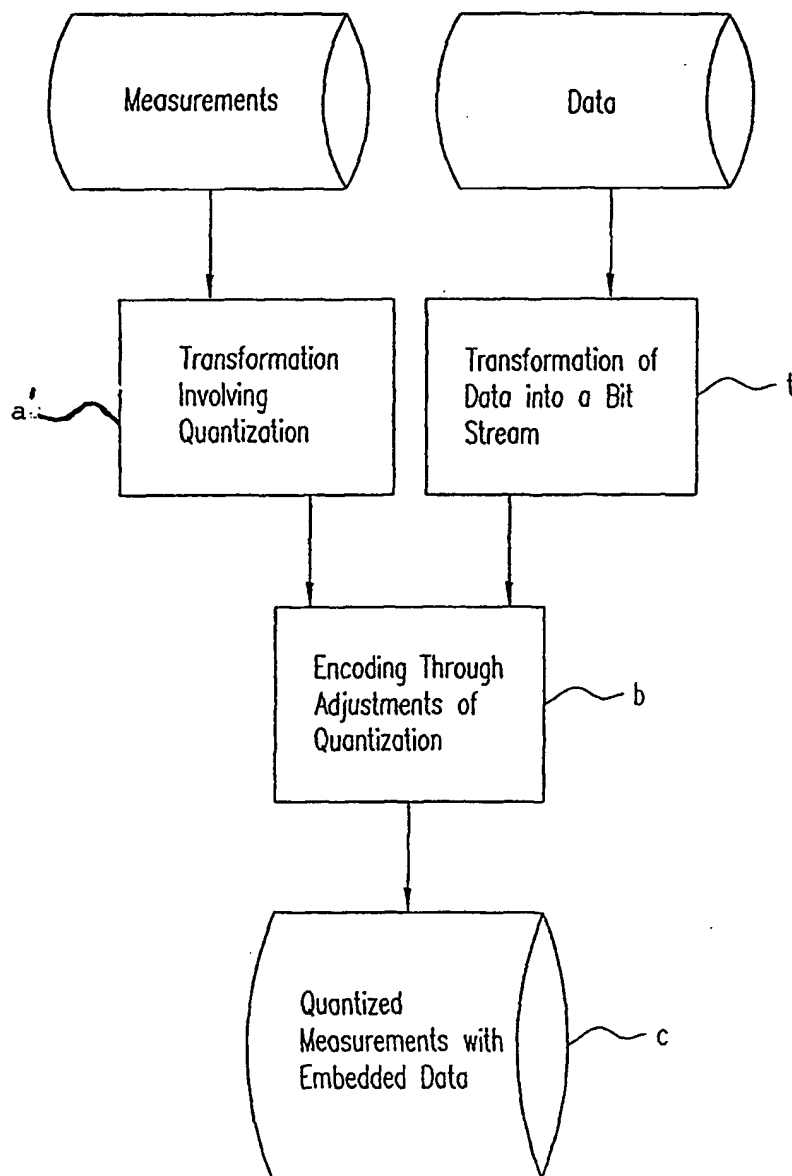 Measurements
Data
Transformation
Involving
Quantization
a'
Transformation of
Data into a Bit
Stream
t
Encoding Through
Adjustments of
Quantization
b
Quantized
Measurements with
Embedded Data
c